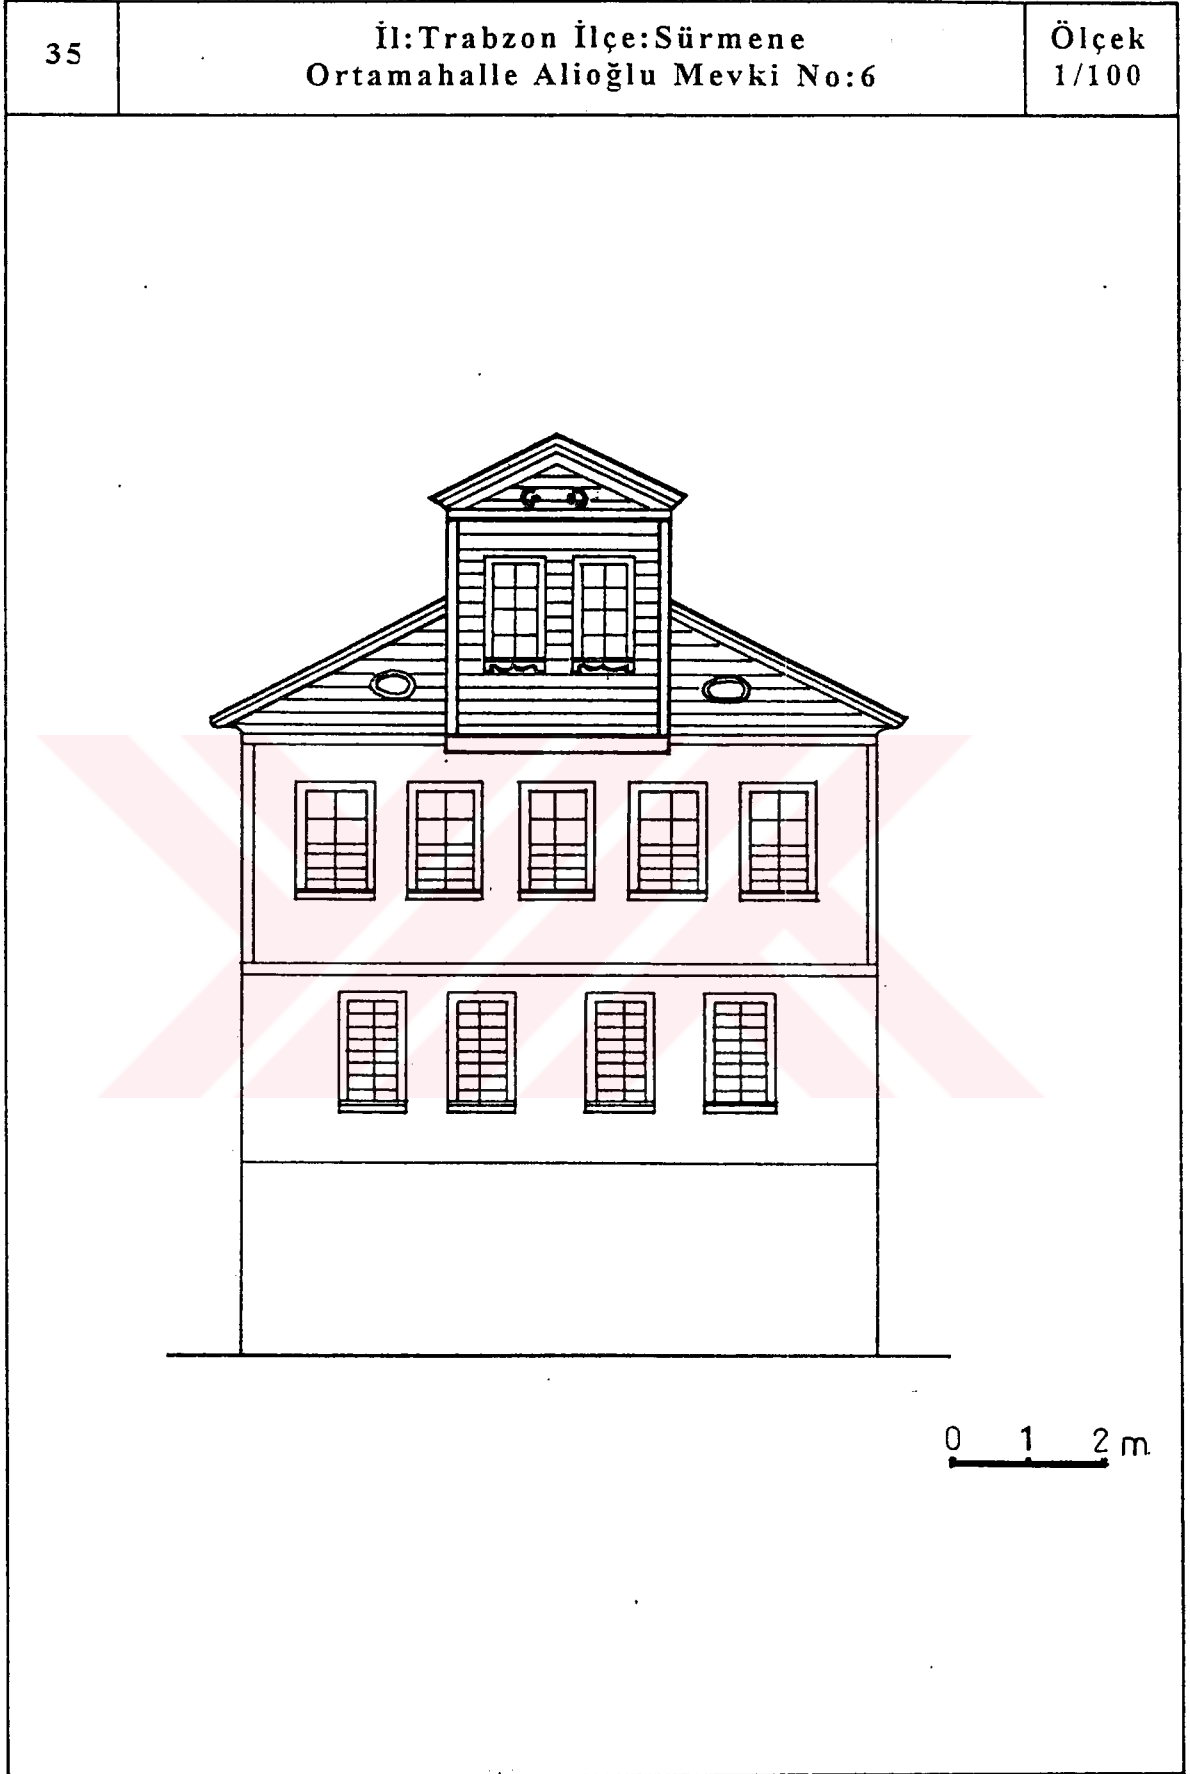 35
İl:Trabzon İlçe:Sürmene
Ortamahalle Alioğlu Mevki No:6
Ölçek
1/100
0 1 2 m.